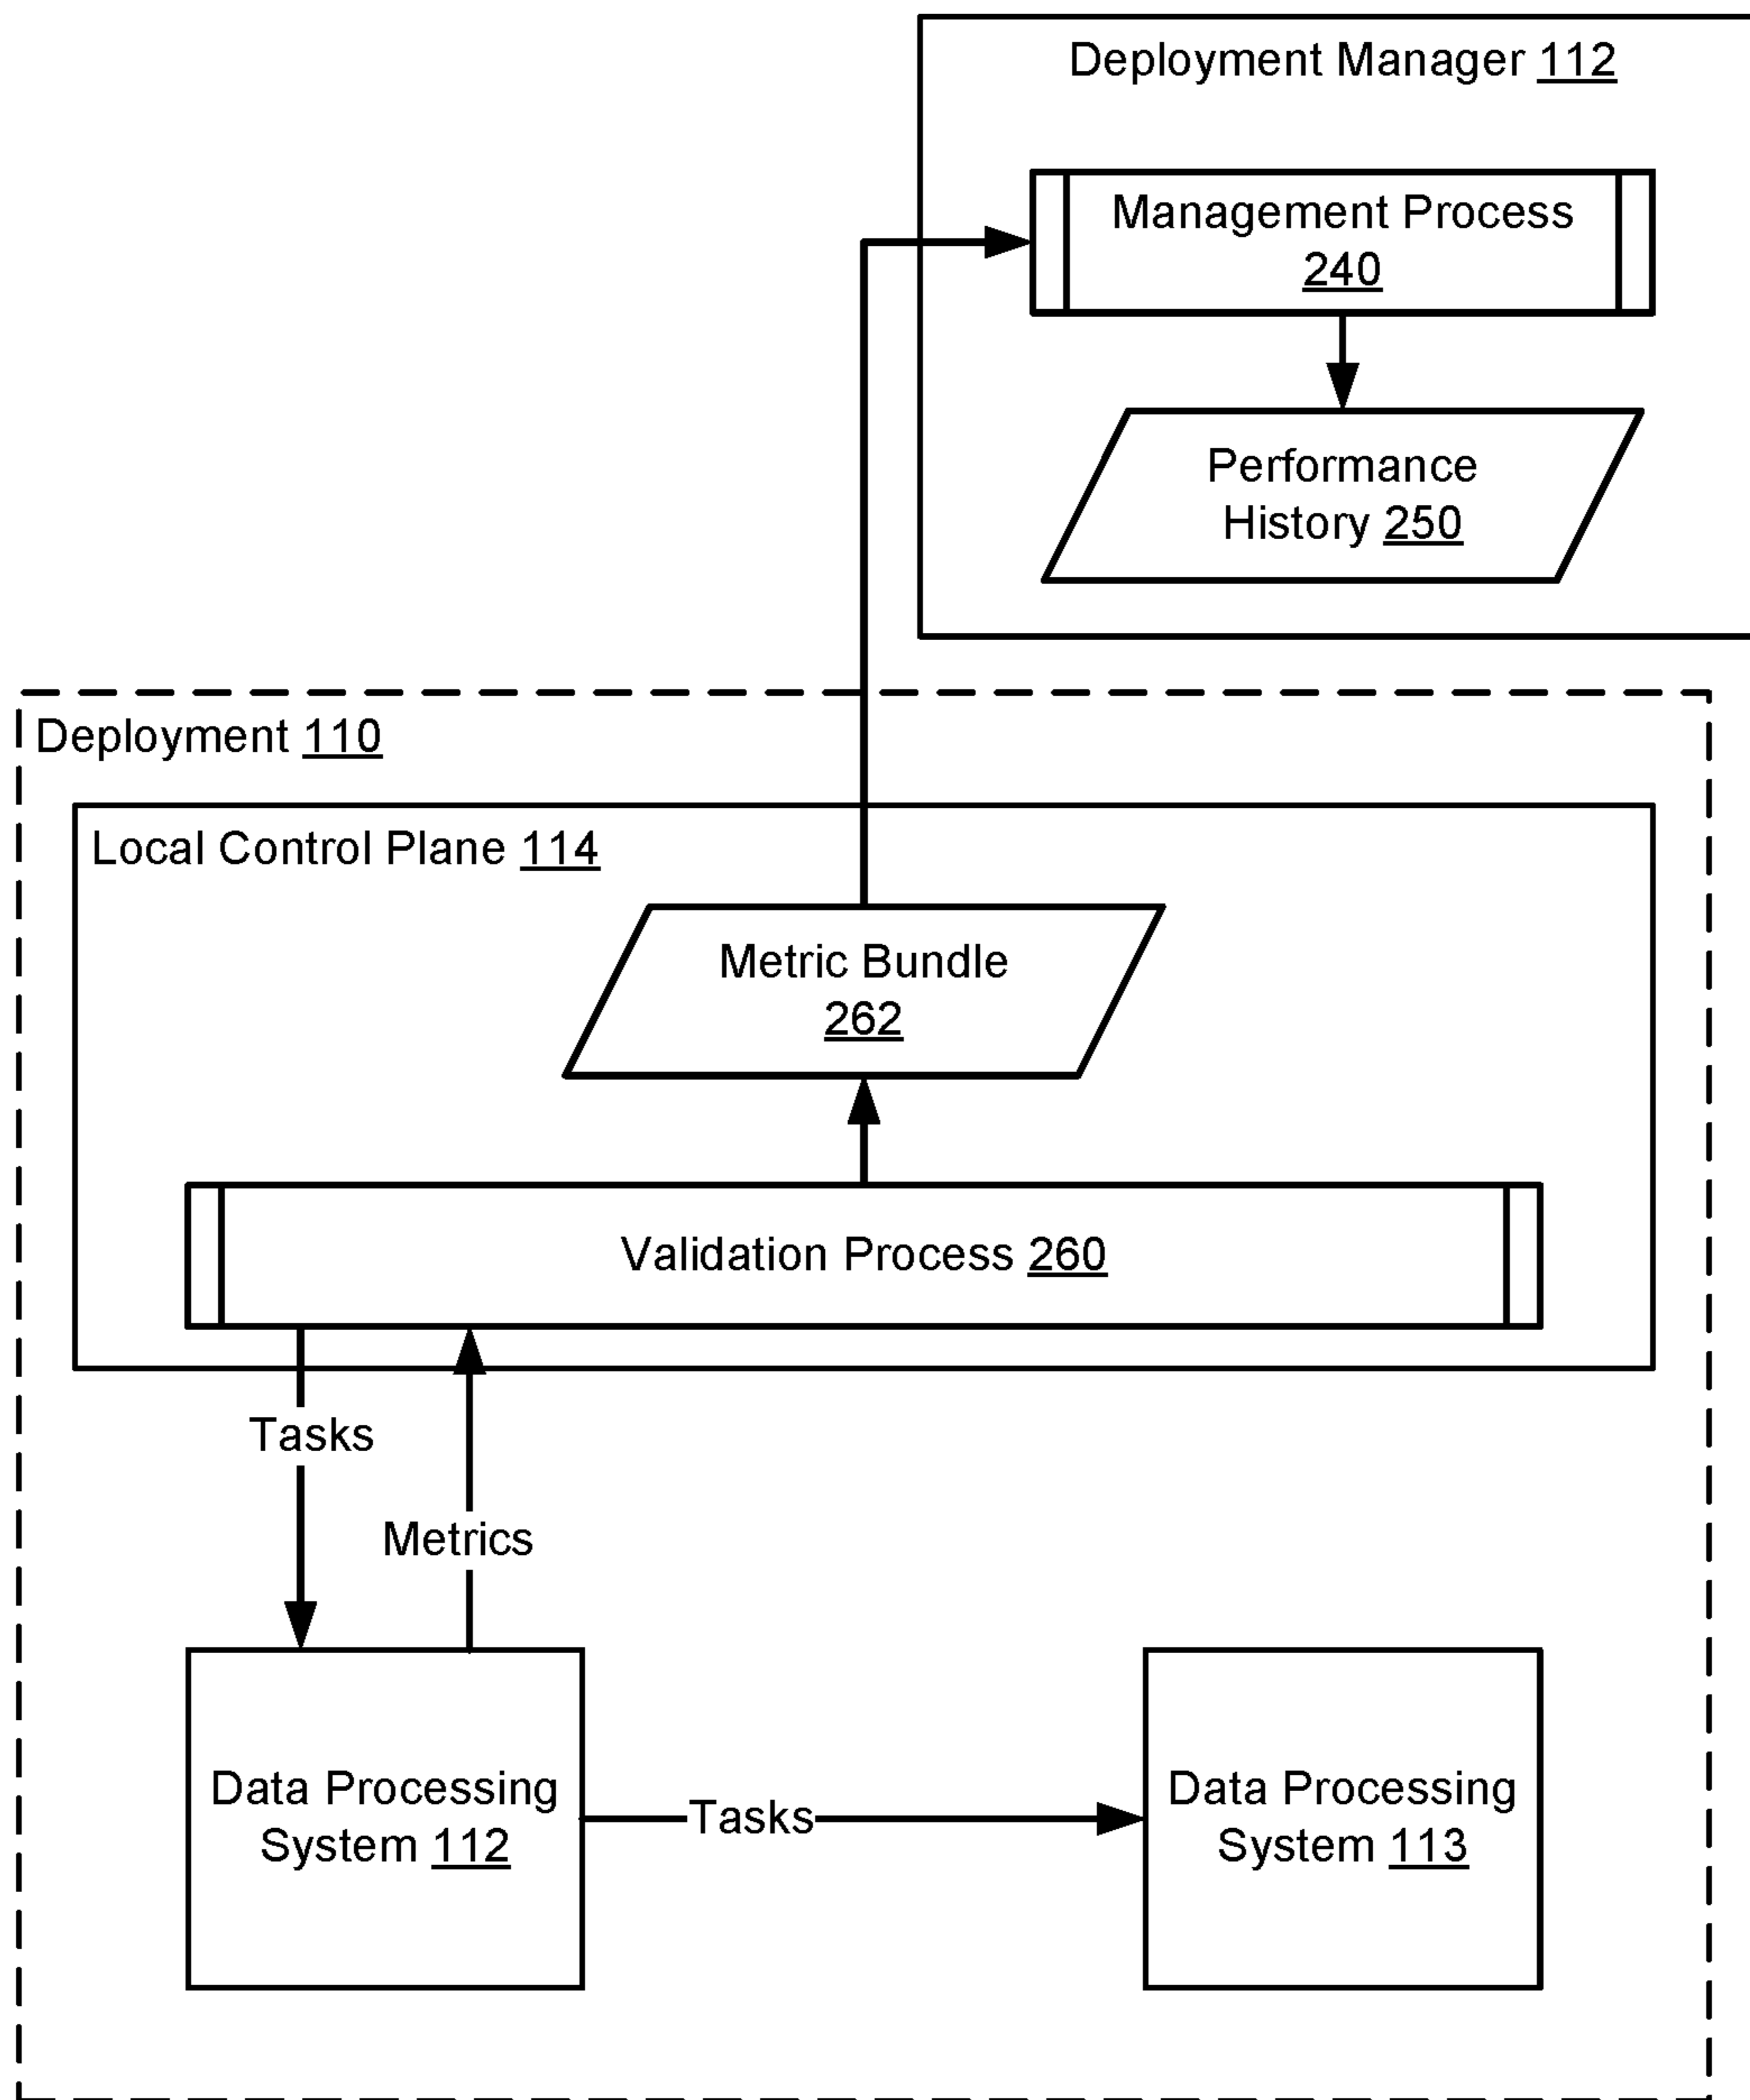 Deployment Manager 112
Management Process
240
Performance
History 250
Deployment 110
Local Control Plane 114
Metric Bundle
262
Validation Process 260
Tasks
Metrics
Data Processing
System 112
Tasks
Data Processing
System 113